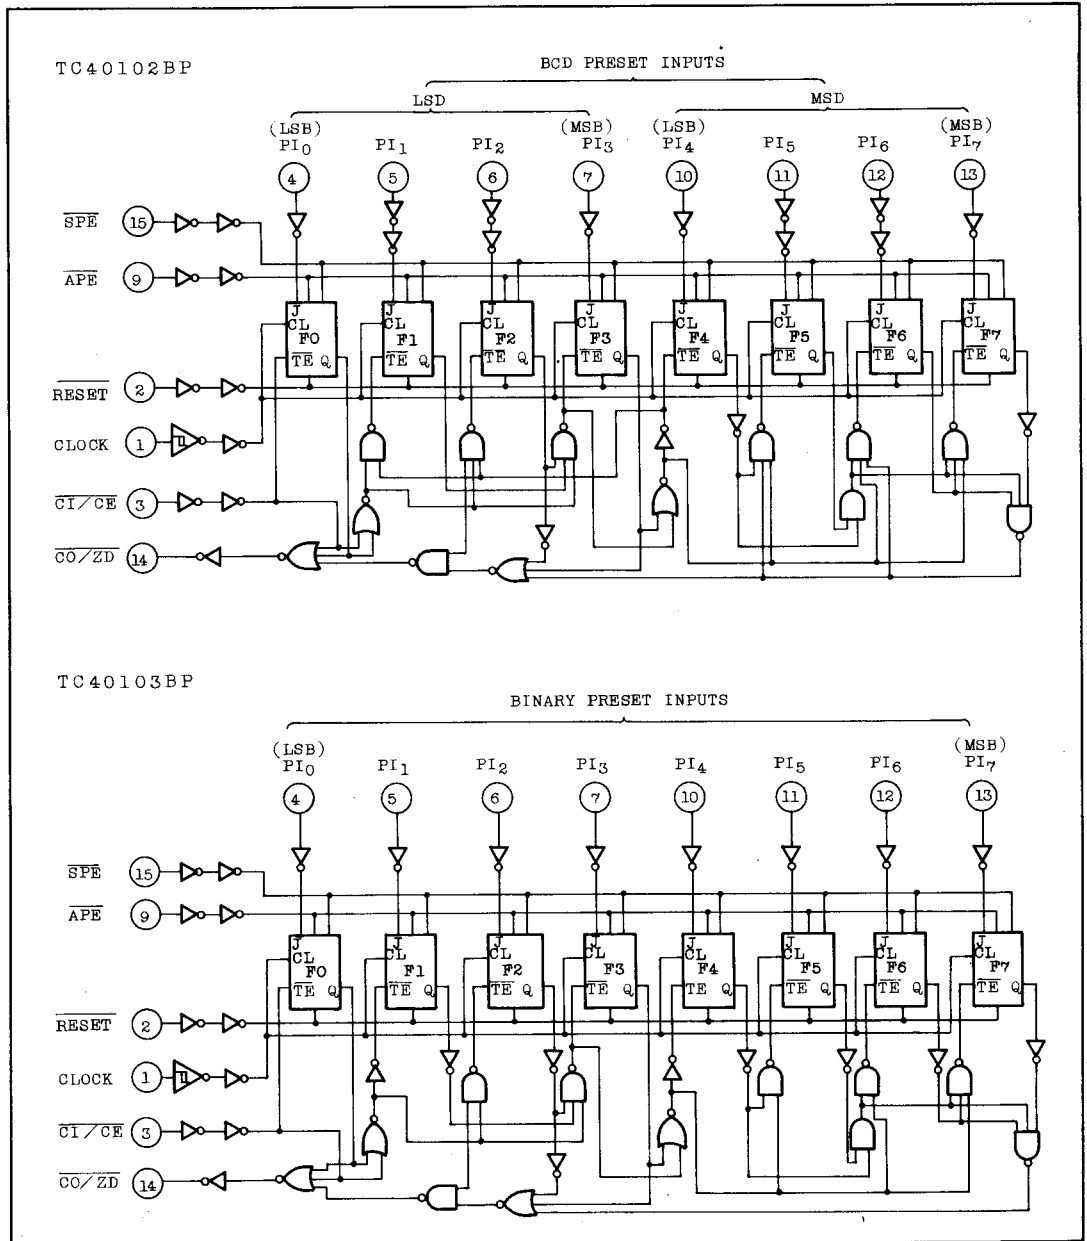 TC40102BP
BCD PRESET INPUTS
LSD MSD
(LSB) (MSB) (LSB) (MSB)
PI0 PI1 PI2 PI3 PI4 PI5 PI6 PI7
4 5 6 7 10 11 12 13
SPE 15
APE 9
J J J J J J J J
CL CL CL CL CL CL CL CL
F0 F1 F2 F3 F4 F5 F6 F7
TE Q TE Q TE Q TE Q TE Q TE Q TE Q TE Q
RESET 2
CLOCK 1
CI/CE 3
CO/ZD 14
TC40103BP
BINARY PRESET INPUTS
(LSB) (MSB)
PI0 PI1 PI2 PI3 PI4 PI5 PI6 PI7
4 5 6 7 10 11 12 13
SPE 15
APE 9
J J J J J J J J
CL CL CL CL CL CL CL CL
F0 F1 F2 F3 F4 F5 F6 F7
TE Q TE Q TE Q TE Q TE Q TE Q TE Q TE Q
RESET 2
CLOCK 1
CI/CE 3
CO/ZD 14